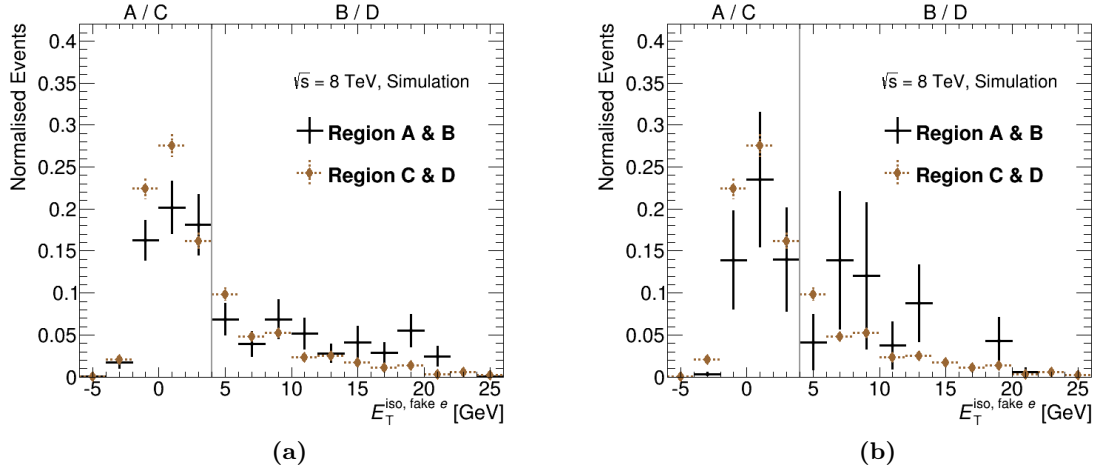 A / C B / D
Normalised Events
0.4
0.35
0.3
0.25
0.2
0.15
0.1
0.05
0
√s = 8 TeV, Simulation
Region A & B
Region C & D
-5 0 5 10 15 20 25
E_T^iso, fake e [GeV]
(a)
A / C B / D
Normalised Events
0.4
0.35
0.3
0.25
0.2
0.15
0.1
0.05
0
√s = 8 TeV, Simulation
Region A & B
Region C & D
-5 0 5 10 15 20 25
E_T^iso, fake e [GeV]
(b)